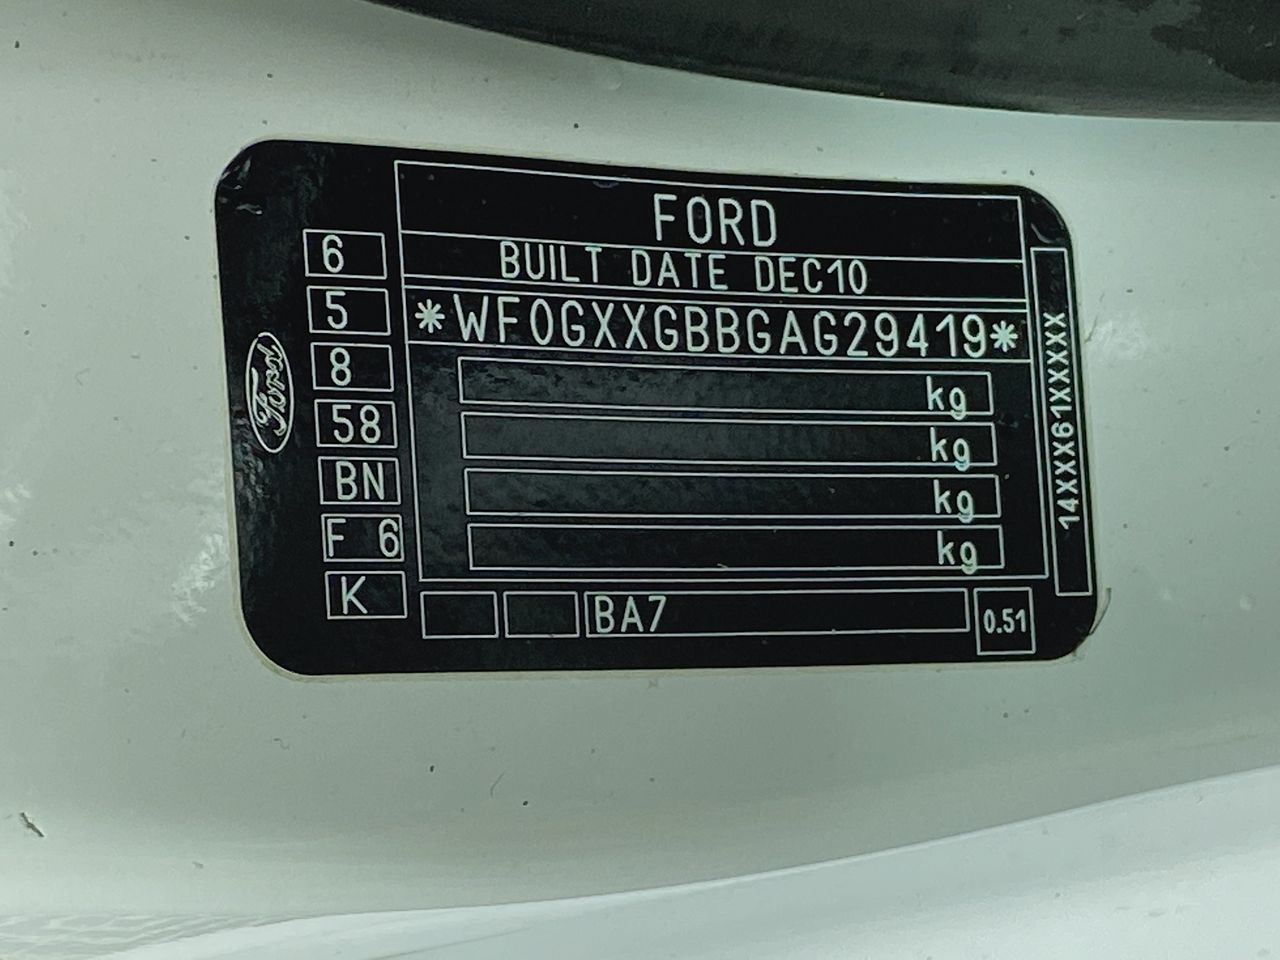 FORD
BUILT DATE DEC10
*WF0GXXGBBGAG29419*
kg
kg
kg
kg
BA7
0.51
6
5
8
58
BN
F 6
K
Ford
14XXX61XXXXX